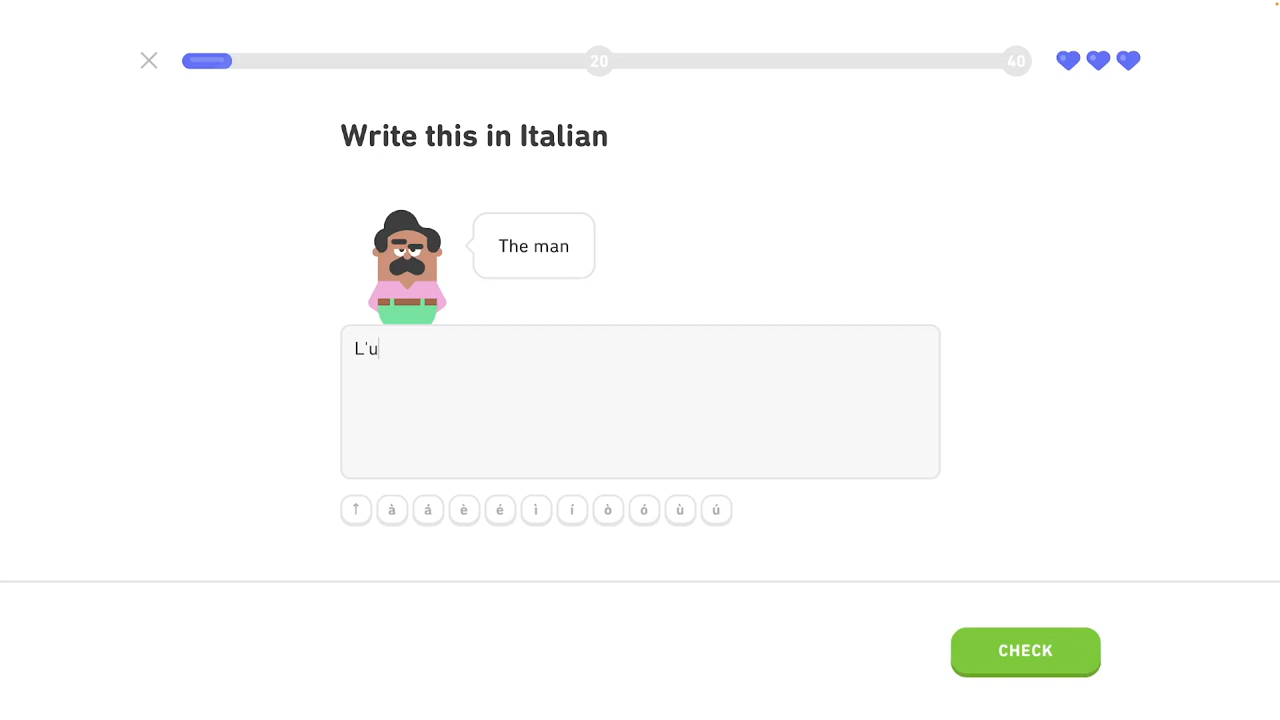 20
40
Write this in Italian
The man
L'u
↑ à á è é ì í ò ó ù ú
CHECK